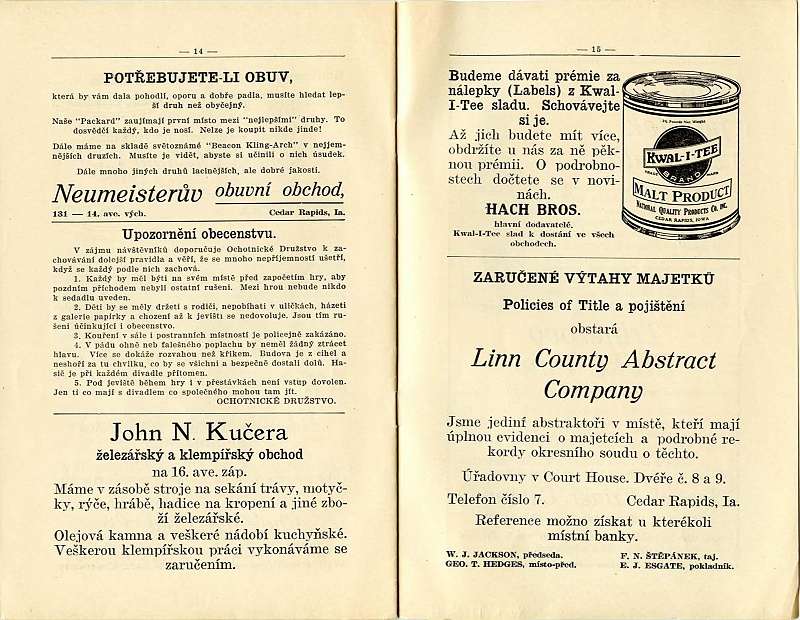 — 14 —
POTŘEBUJETE-LI OBUV,
která by vám dala pohodlí, oporu a dobře padla, musíte hledat lep-
ší druh než obyčejný.
Naše "Packard" zaujímají první místo mezi "nejlepšími" druhy. To
dosvědčí každý, kdo je nosí. Nelze je koupit nikde jinde!
Dále máme na skladě světoznámé "Beacon Kling-Arch" v nejjem-
nějších druzích. Musíte je vidět, abyste si učinili o nich úsudek.
Dále mnoho jiných druhů lacinějších, ale dobré jakosti.
Neumeisterův obuvní obchod,
131 — 14. ave. vých. Cedar Rapids, Ia.
Upozornění obecenstvu.
V zájmu návštěvníků doporučuje Ochotnické Družstvo k za-
chovávání dolejší pravidla a věří, že se mnoho nepříjemností ušetří,
když se každý podle nich zachová.
1. Každý by měl býti na svém místě před započetím hry, aby
pozdním příchodem nebyli ostatní rušeni. Mezi hrou nebude nikdo
k sedadlu uveden.
2. Děti by se měly držeti s rodiči, nepobíhati v uličkách, házeti
z galerie papírky a chození až k jevišti se nedovoluje. Jsou tím ru-
šeni účinkující i obecenstvo.
3. Kouření v sále i postranních místností je policejně zakázáno.
4. V pádu ohně neb falešného poplachu by neměl žádný ztrácet
hlavu. Více se dokáže rozvahou než křikem. Budova je z cihel a
neshoří za tu chvilku, co by se všichni a bezpečně dostali dolů. Ha-
sič je při každém divadle přítomen.
5. Pod jeviště během hry i v přestávkách není vstup dovolen.
Jen ti co mají s divadlem co společného mohou tam jít.
OCHOTNICKÉ DRUŽSTVO.
John N. Kučera
železářský a klempířský obchod
na 16. ave. záp.
Máme v zásobě stroje na sekání trávy, motyč-
ky, rýče, hrábě, hadice na kropení a jiné zbo-
ží železářské.
Olejová kamna a veškeré nádobí kuchyňské.
Veškerou klempířskou práci vykonáváme se
zaručením.
— 15 —
Budeme dávati prémie za
nálepky (Labels) z Kwal-
I-Tee sladu. Schovávejte
si je.
Až jich budete mít více,
obdržíte u nás za ně pěk-
nou prémii. O podrobno-
stech dočtete se v novi-
nách.
HACH BROS.
hlavní dodavatelé.
Kwal-I-Tee slad k dostání ve všech
obchodech.
2½ Pounds Net Weight
KWAL-I-TEE
TRADE MARK
BRAND
MALT PRODUCT
NATIONAL QUALITY PRODUCTS CO. INC.
CEDAR RAPIDS, IOWA
ZARUČENÉ VÝTAHY MAJETKŮ
Policies of Title a pojištění
obstará
Linn County Abstract
Company
Jsme jediní abstraktoři v místě, kteří mají
úplnou evidenci o majetcích a podrobné re-
kordy okresního soudu o těchto.
Úřadovny v Court House. Dvéře č. 8 a 9.
Telefon číslo 7. Cedar Rapids, Ia.
Reference možno získat u kterékoli
místní banky.
W. J. JACKSON, předseda. F. N. ŠTĚPÁNEK, taj.
GEO. T. HEDGES, místo-před. E. J. ESGATE, pokladník.